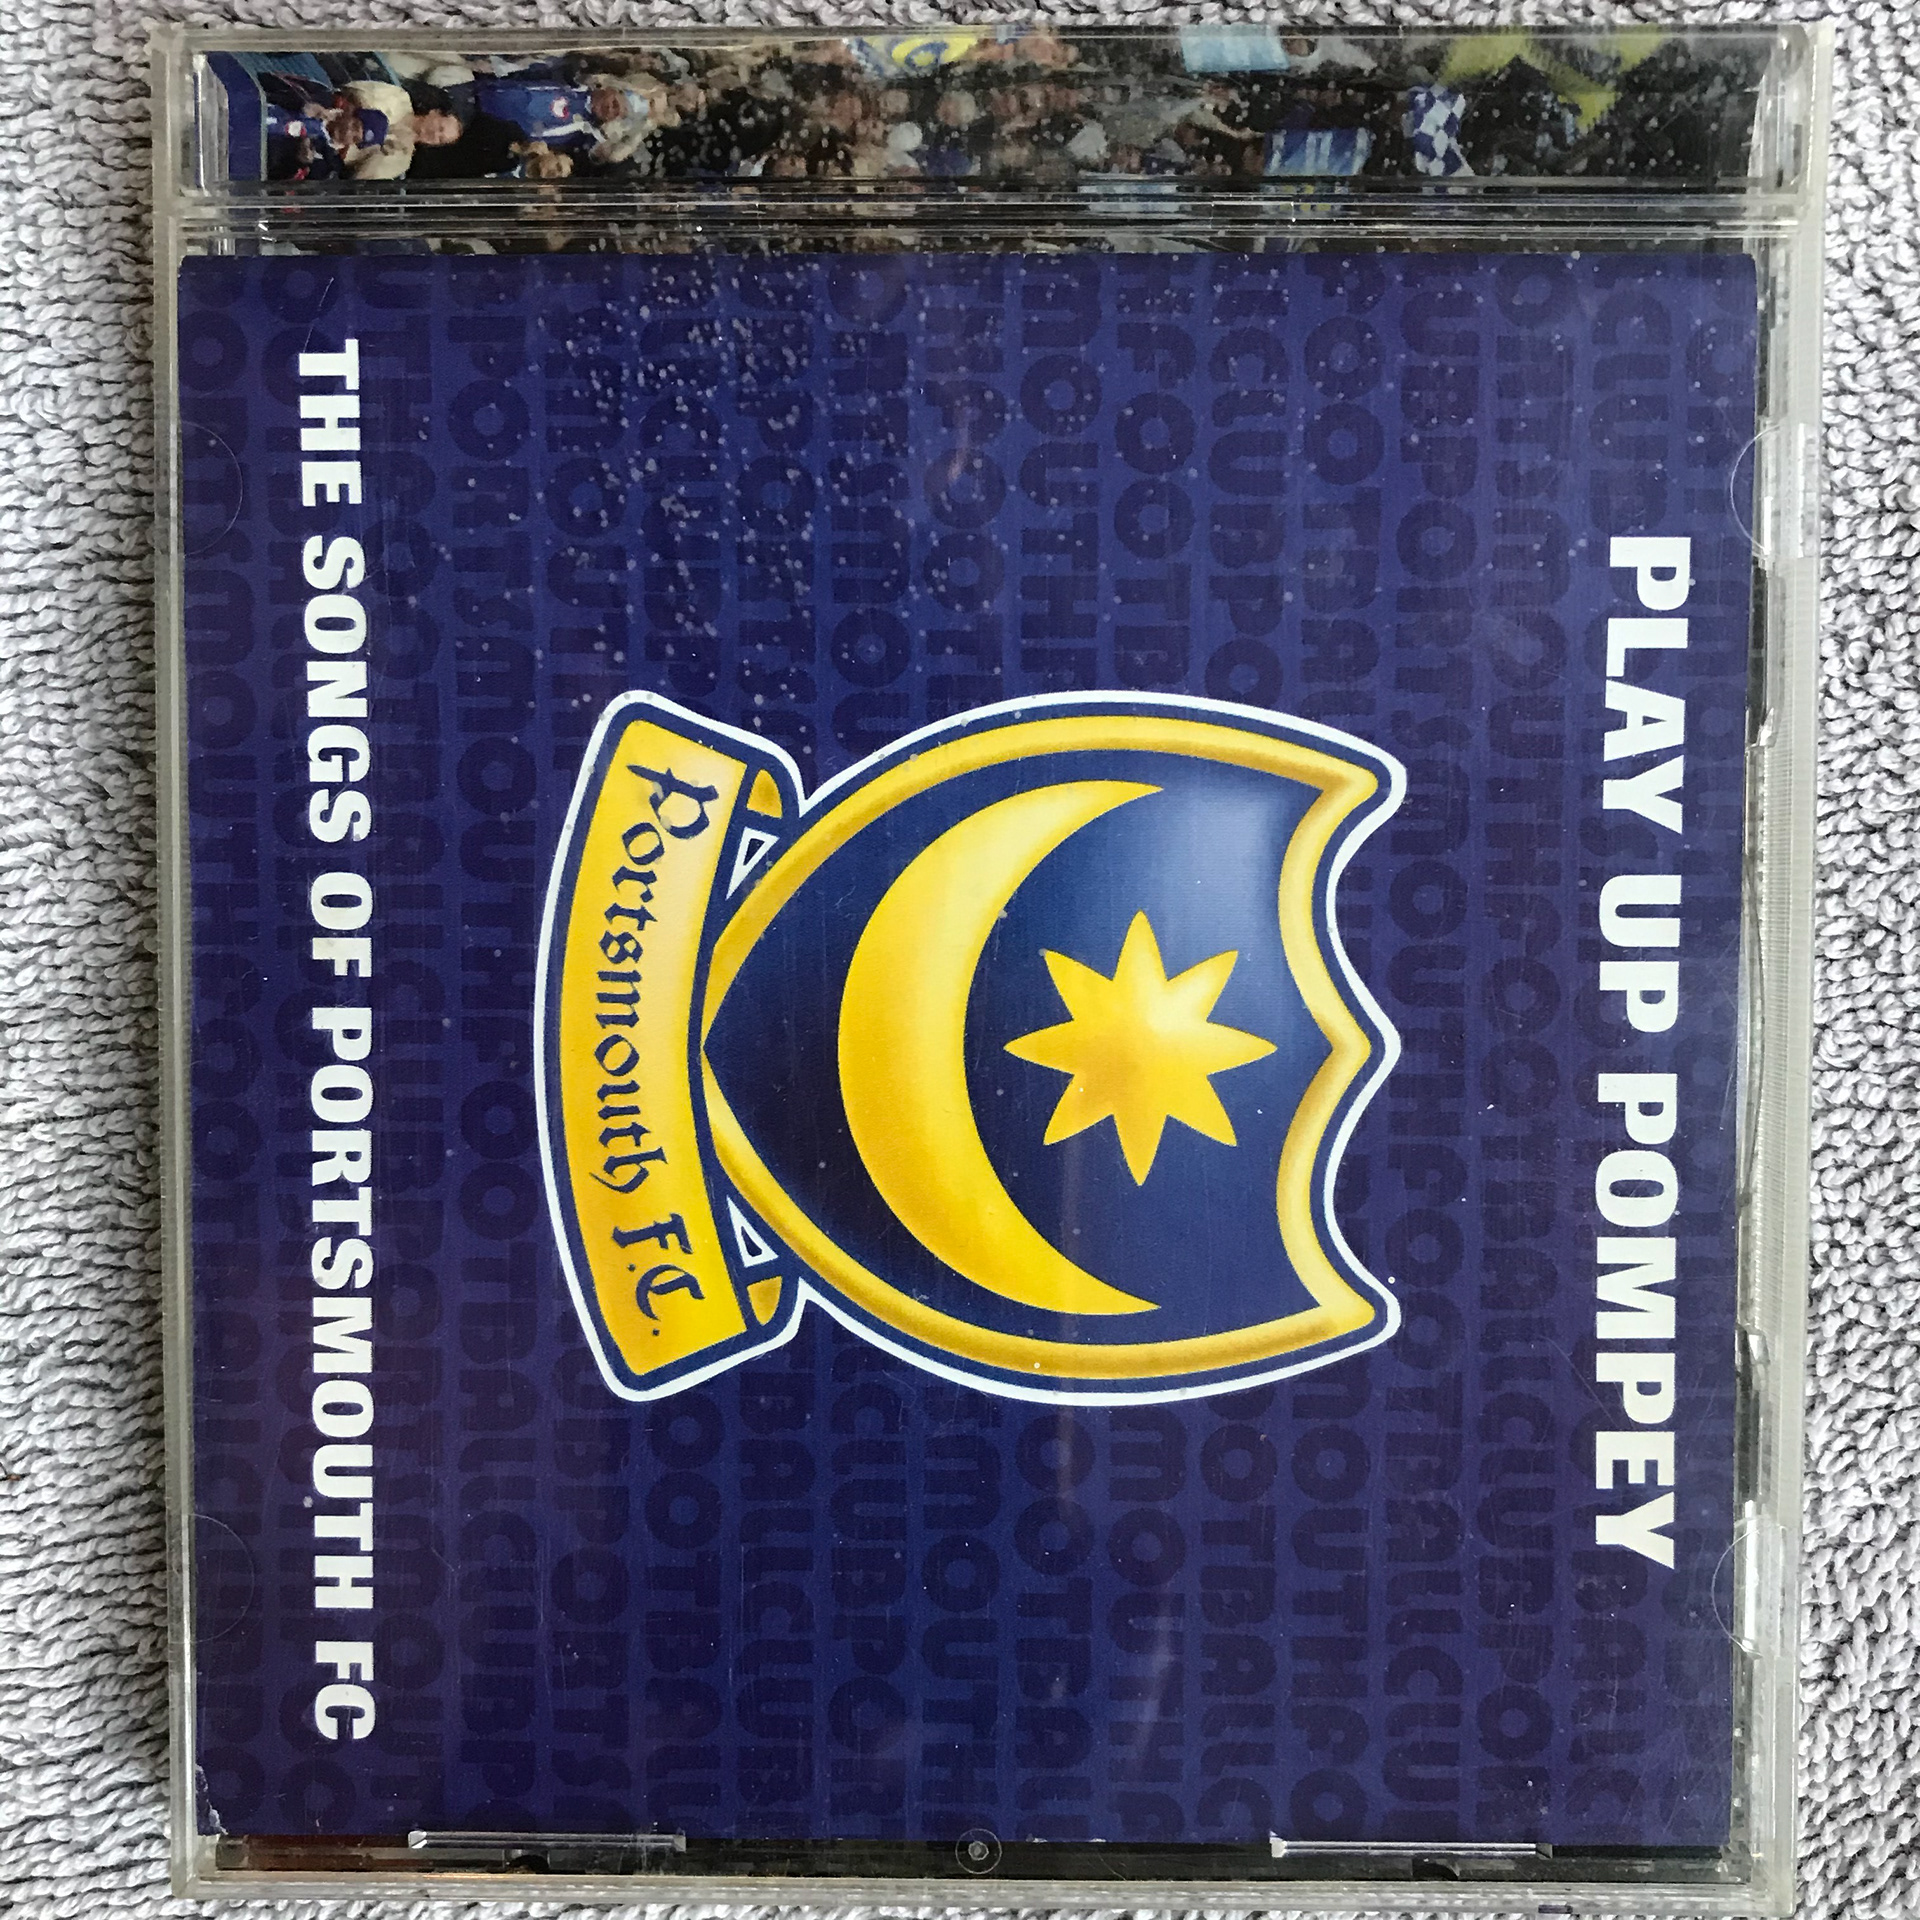 PLAY UP POMPEY
Portsmouth F.C.
THE SONGS OF PORTSMOUTH FC